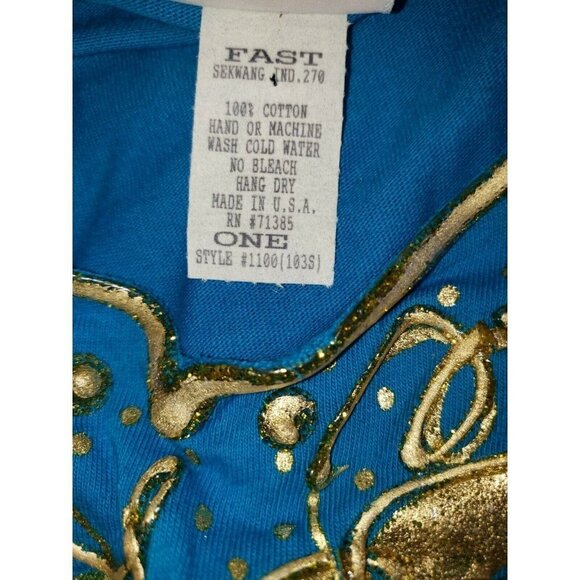 FAST
SEKWANG IND.270
100% COTTON
HAND OR MACHINE
WASH COLD WATER
NO BLEACH
HANG DRY
MADE IN U.S.A.
RN #71385
ONE
STYLE #1100(103S)